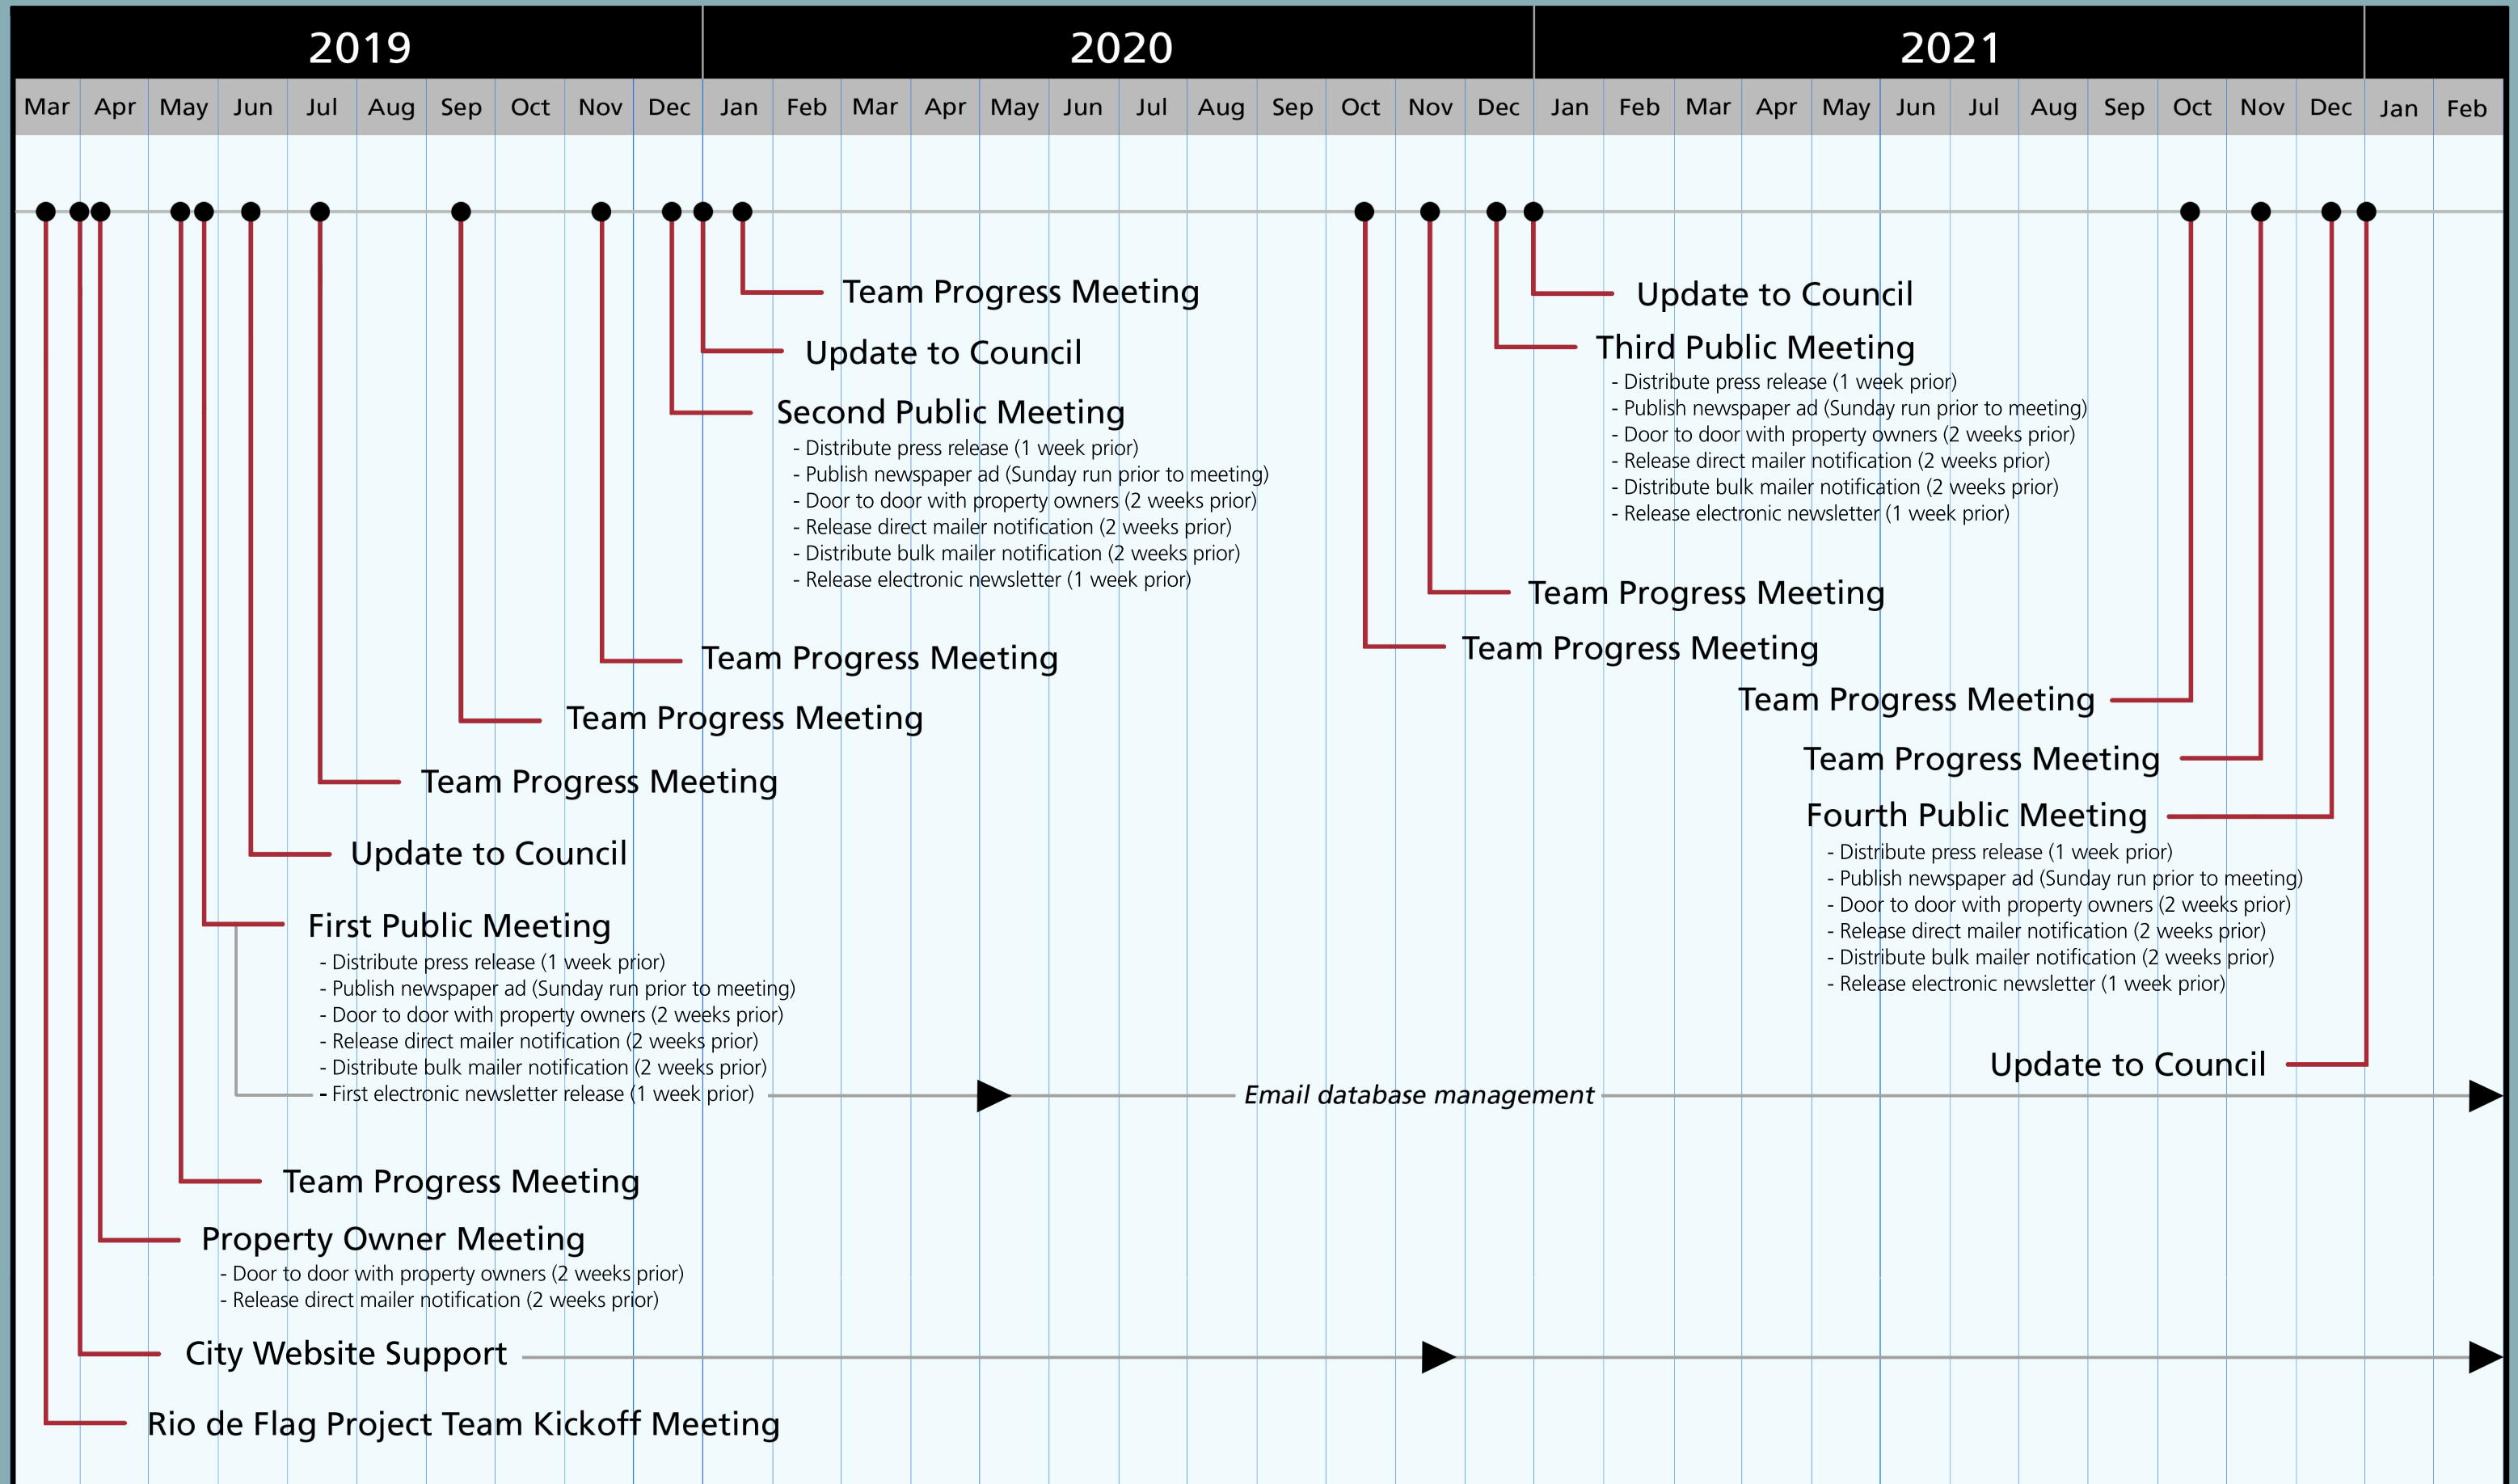 2019 2020 2021
Mar Apr May Jun Jul Aug Sep Oct Nov Dec Jan Feb Mar Apr May Jun Jul Aug Sep Oct Nov Dec Jan Feb Mar Apr May Jun Jul Aug Sep Oct Nov Dec Jan Feb
Team Progress Meeting
Update to Council
Second Public Meeting
- Distribute press release (1 week prior)
- Publish newspaper ad (Sunday run prior to meeting)
- Door to door with property owners (2 weeks prior)
- Release direct mailer notification (2 weeks prior)
- Distribute bulk mailer notification (2 weeks prior)
- Release electronic newsletter (1 week prior)
Team Progress Meeting
Team Progress Meeting
Team Progress Meeting
Update to Council
First Public Meeting
- Distribute press release (1 week prior)
- Publish newspaper ad (Sunday run prior to meeting)
- Door to door with property owners (2 weeks prior)
- Release direct mailer notification (2 weeks prior)
- Distribute bulk mailer notification (2 weeks prior)
- First electronic newsletter release (1 week prior)
Email database management
Team Progress Meeting
Property Owner Meeting
- Door to door with property owners (2 weeks prior)
- Release direct mailer notification (2 weeks prior)
City Website Support
Rio de Flag Project Team Kickoff Meeting
Update to Council
Third Public Meeting
- Distribute press release (1 week prior)
- Publish newspaper ad (Sunday run prior to meeting)
- Door to door with property owners (2 weeks prior)
- Release direct mailer notification (2 weeks prior)
- Distribute bulk mailer notification (2 weeks prior)
- Release electronic newsletter (1 week prior)
Team Progress Meeting
Team Progress Meeting
Team Progress Meeting
Team Progress Meeting
Fourth Public Meeting
- Distribute press release (1 week prior)
- Publish newspaper ad (Sunday run prior to meeting)
- Door to door with property owners (2 weeks prior)
- Release direct mailer notification (2 weeks prior)
- Distribute bulk mailer notification (2 weeks prior)
- Release electronic newsletter (1 week prior)
Update to Council